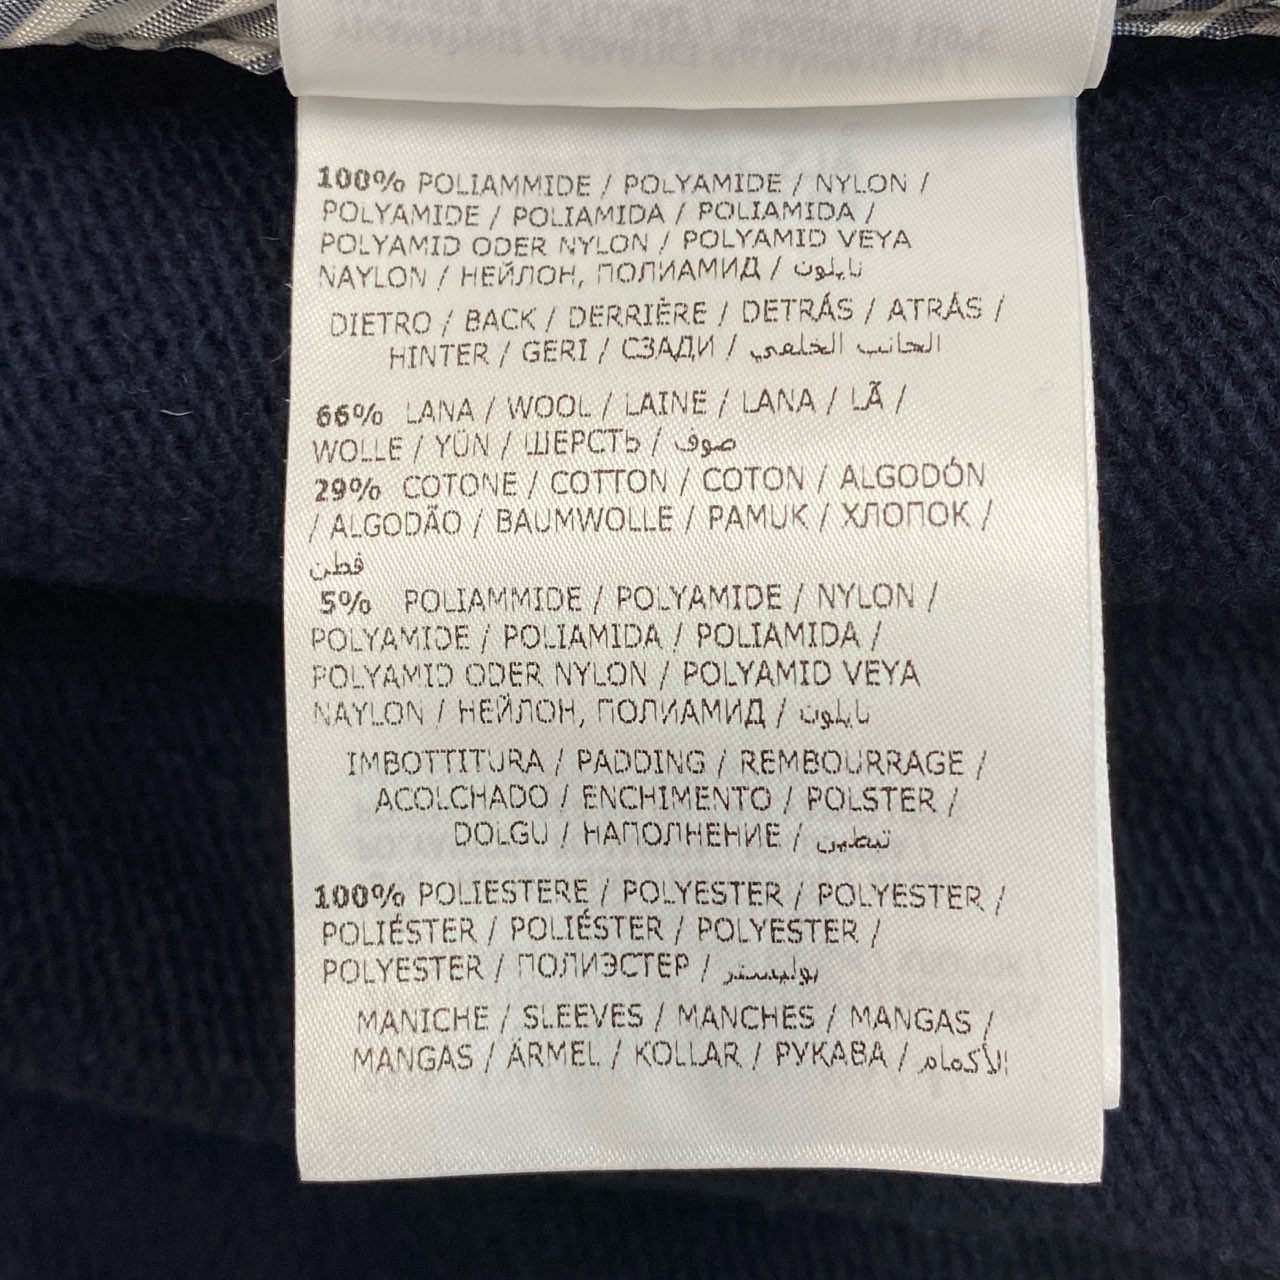 100% POLIAMMIDE / POLYAMIDE / NYLON /
POLYAMIDE / POLIAMIDA / POLIAMIDA /
POLYAMID ODER NYLON / POLYAMID VEYA
NAYLON / НЕЙЛОН, ПОЛИАМИД / نايلون
DIETRO / BACK / DERRIÈRE / DETRÁS / ATRÁS /
HINTER / GERI / СЗАДИ / الجانب الخلفي
66% LANA / WOOL / LAINE / LANA / LÃ /
WOLLE / YÜN / ШЕРСТЬ / صوف
29% COTONE / COTTON / COTON / ALGODÓN
/ ALGODÃO / BAUMWOLLE / PAMUK / ХЛОПОК /
قطن
5% POLIAMMIDE / POLYAMIDE / NYLON /
POLYAMIDE / POLIAMIDA / POLIAMIDA /
POLYAMID ODER NYLON / POLYAMID VEYA
NAYLON / НЕЙЛОН, ПОЛИАМИД / نايلون
IMBOTTITURA / PADDING / REMBOURRAGE /
ACOLCHADO / ENCHIMENTO / POLSTER /
DOLGU / НАПОЛНЕНИЕ / تبطين
100% POLIESTERE / POLYESTER / POLYESTER /
POLIÉSTER / POLIÉSTER / POLYESTER /
POLYESTER / ПОЛИЭСТЕР / بوليستر
MANICHE / SLEEVES / MANCHES / MANGAS /
MANGAS / ÄRMEL / KOLLAR / РУКАВА / الأكمام